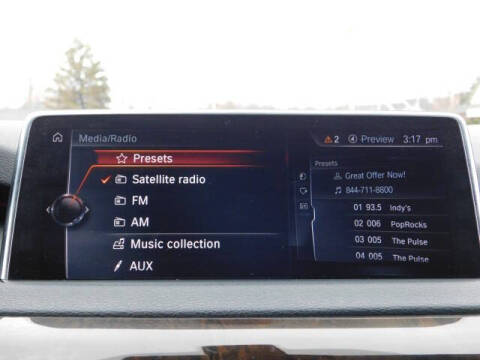 Media/Radio
2 Preview 3:17 pm
Presets
Satellite radio
FM
AM
Music collection
AUX
Presets
Great Offer Now!
844-711-8800
01 93.5 Indy's
02 006 PopRocks
03 005 The Pulse
04 005 The Pulse